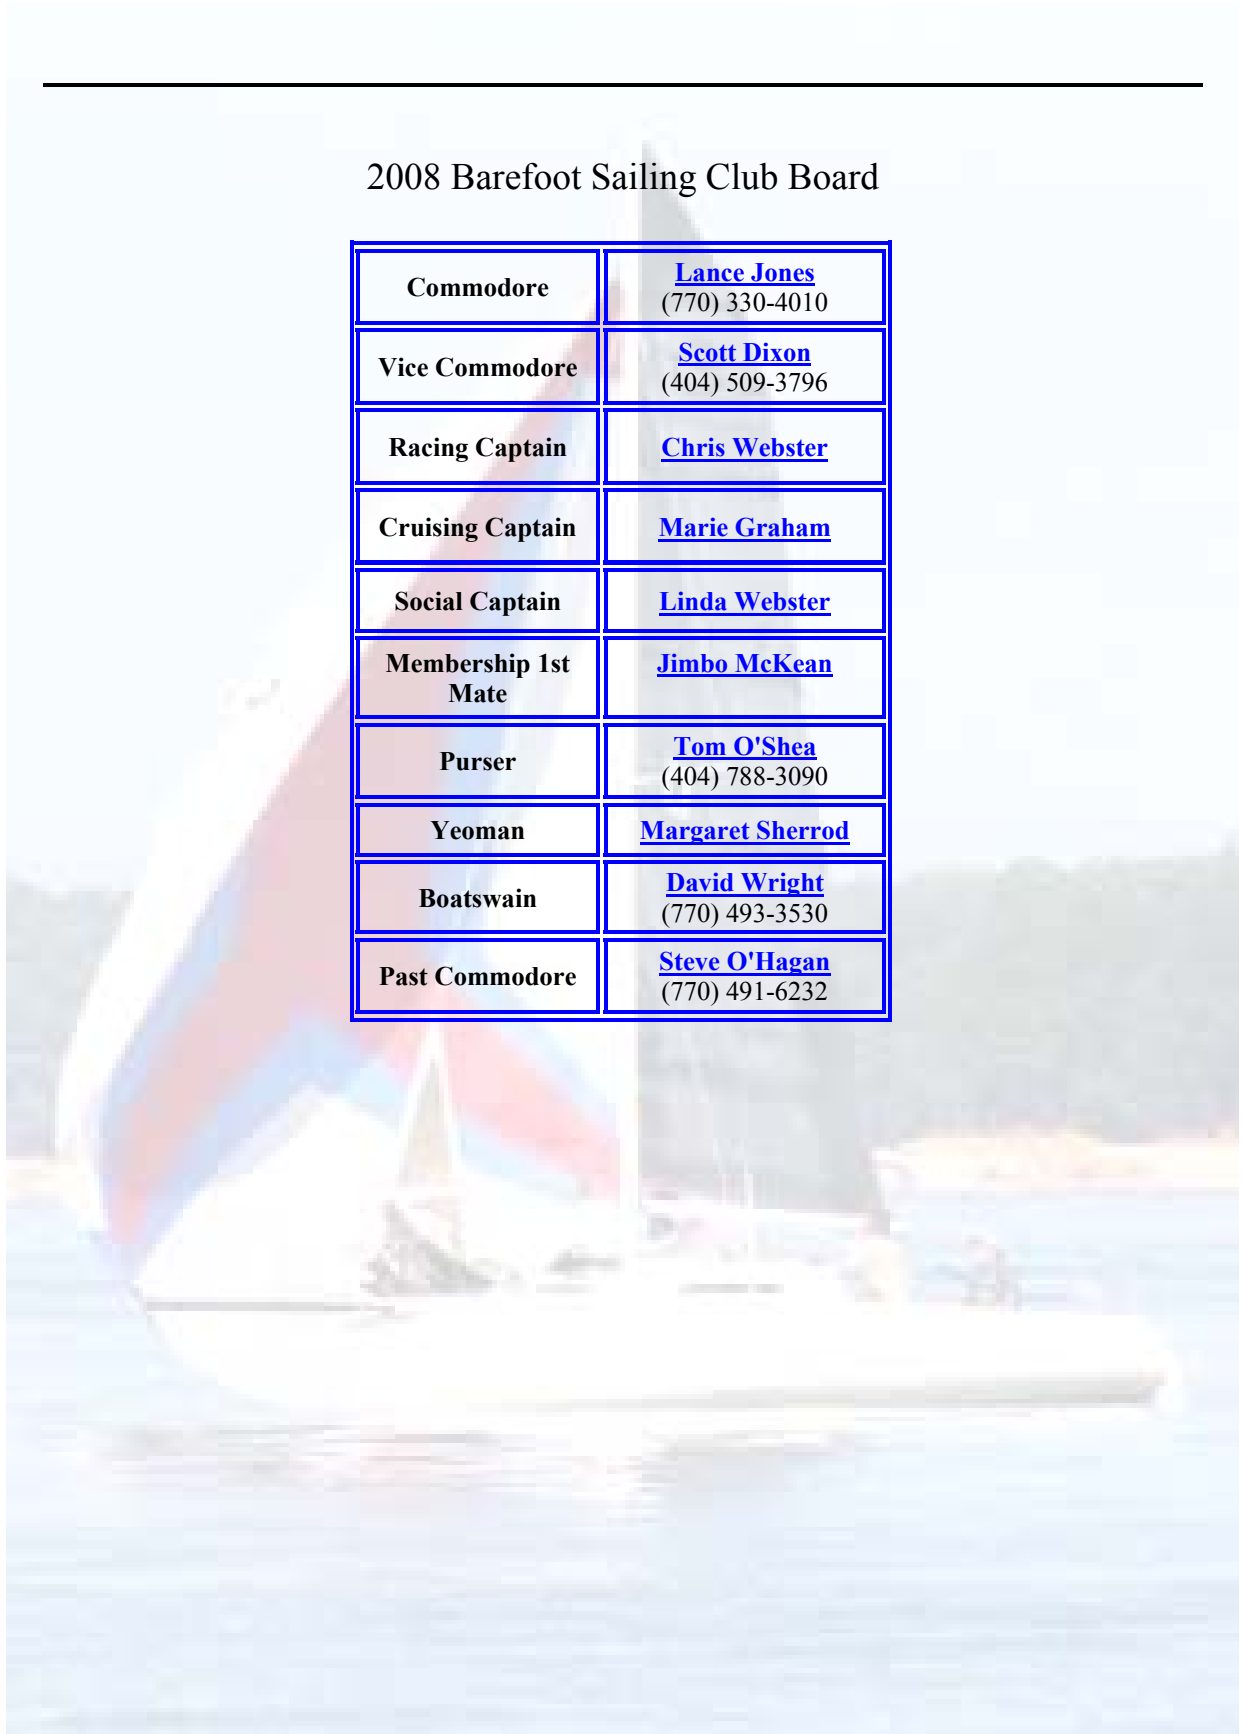 2008 Barefoot Sailing Club Board
Commodore
Lance Jones
(770) 330-4010
Vice Commodore
Scott Dixon
(404) 509-3796
Racing Captain
Chris Webster
Cruising Captain
Marie Graham
Social Captain
Linda Webster
Membership 1st
Mate
Jimbo McKean
Purser
Tom O'Shea
(404) 788-3090
Yeoman
Margaret Sherrod
Boatswain
David Wright
(770) 493-3530
Past Commodore
Steve O'Hagan
(770) 491-6232